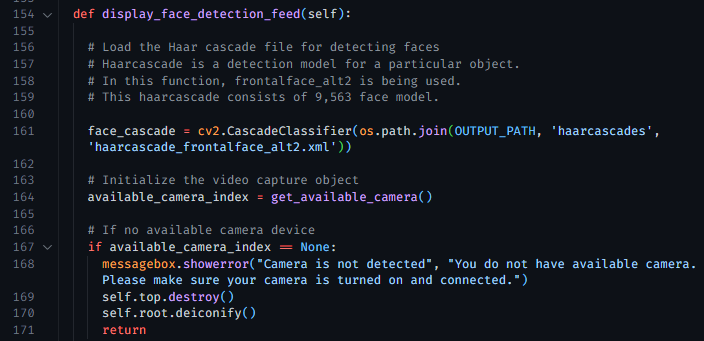 154 def display_face_detection_feed(self):
155
156 # Load the Haar cascade file for detecting faces
157 # Haarcascade is a detection model for a particular object.
158 # In this function, frontalface_alt2 is being used.
159 # This haarcascade consists of 9,563 face model.
160
161 face_cascade = cv2.CascadeClassifier(os.path.join(OUTPUT_PATH, 'haarcascades',
'haarcascade_frontalface_alt2.xml'))
162
163 # Initialize the video capture object
164 available_camera_index = get_available_camera()
165
166 # If no available camera device
167 if available_camera_index == None:
168 messagebox.showerror("Camera is not detected", "You do not have available camera.
Please make sure your camera is turned on and connected.")
169 self.top.destroy()
170 self.root.deiconify()
171 return